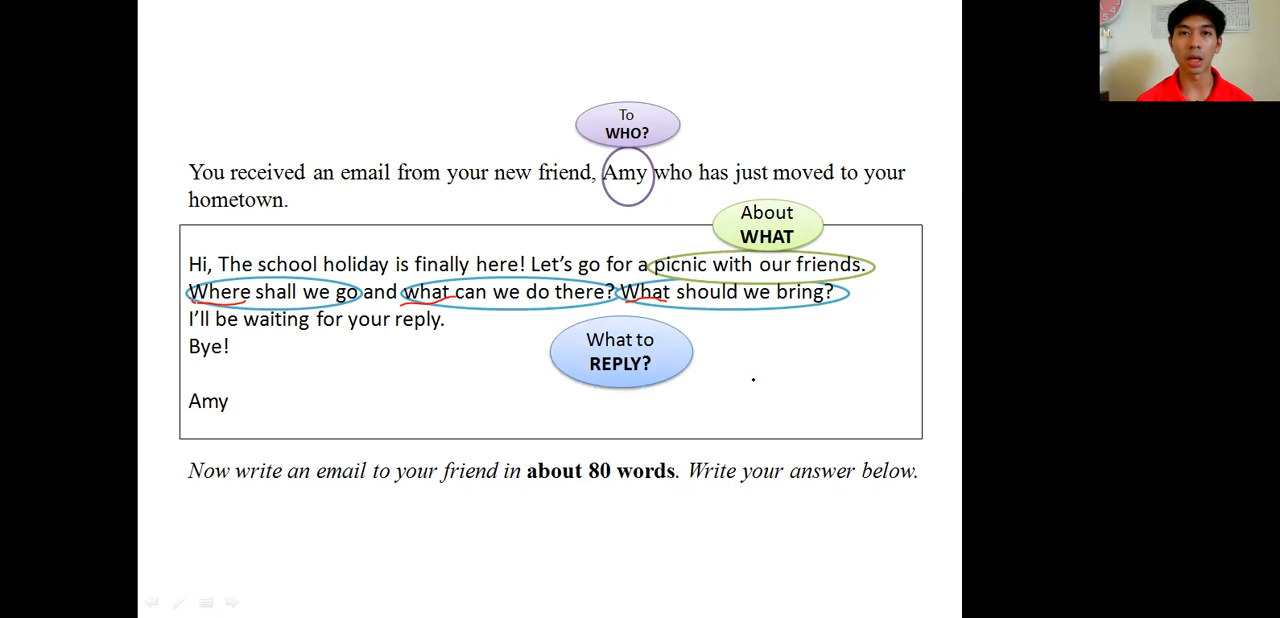 To
WHO?
You received an email from your new friend, Amy who has just moved to your
hometown.
About
WHAT
Hi, The school holiday is finally here! Let's go for a picnic with our friends.
Where shall we go and what can we do there? What should we bring?
I'll be waiting for your reply.
Bye!
What to
REPLY?
Amy
Now write an email to your friend in about 80 words. Write your answer below.